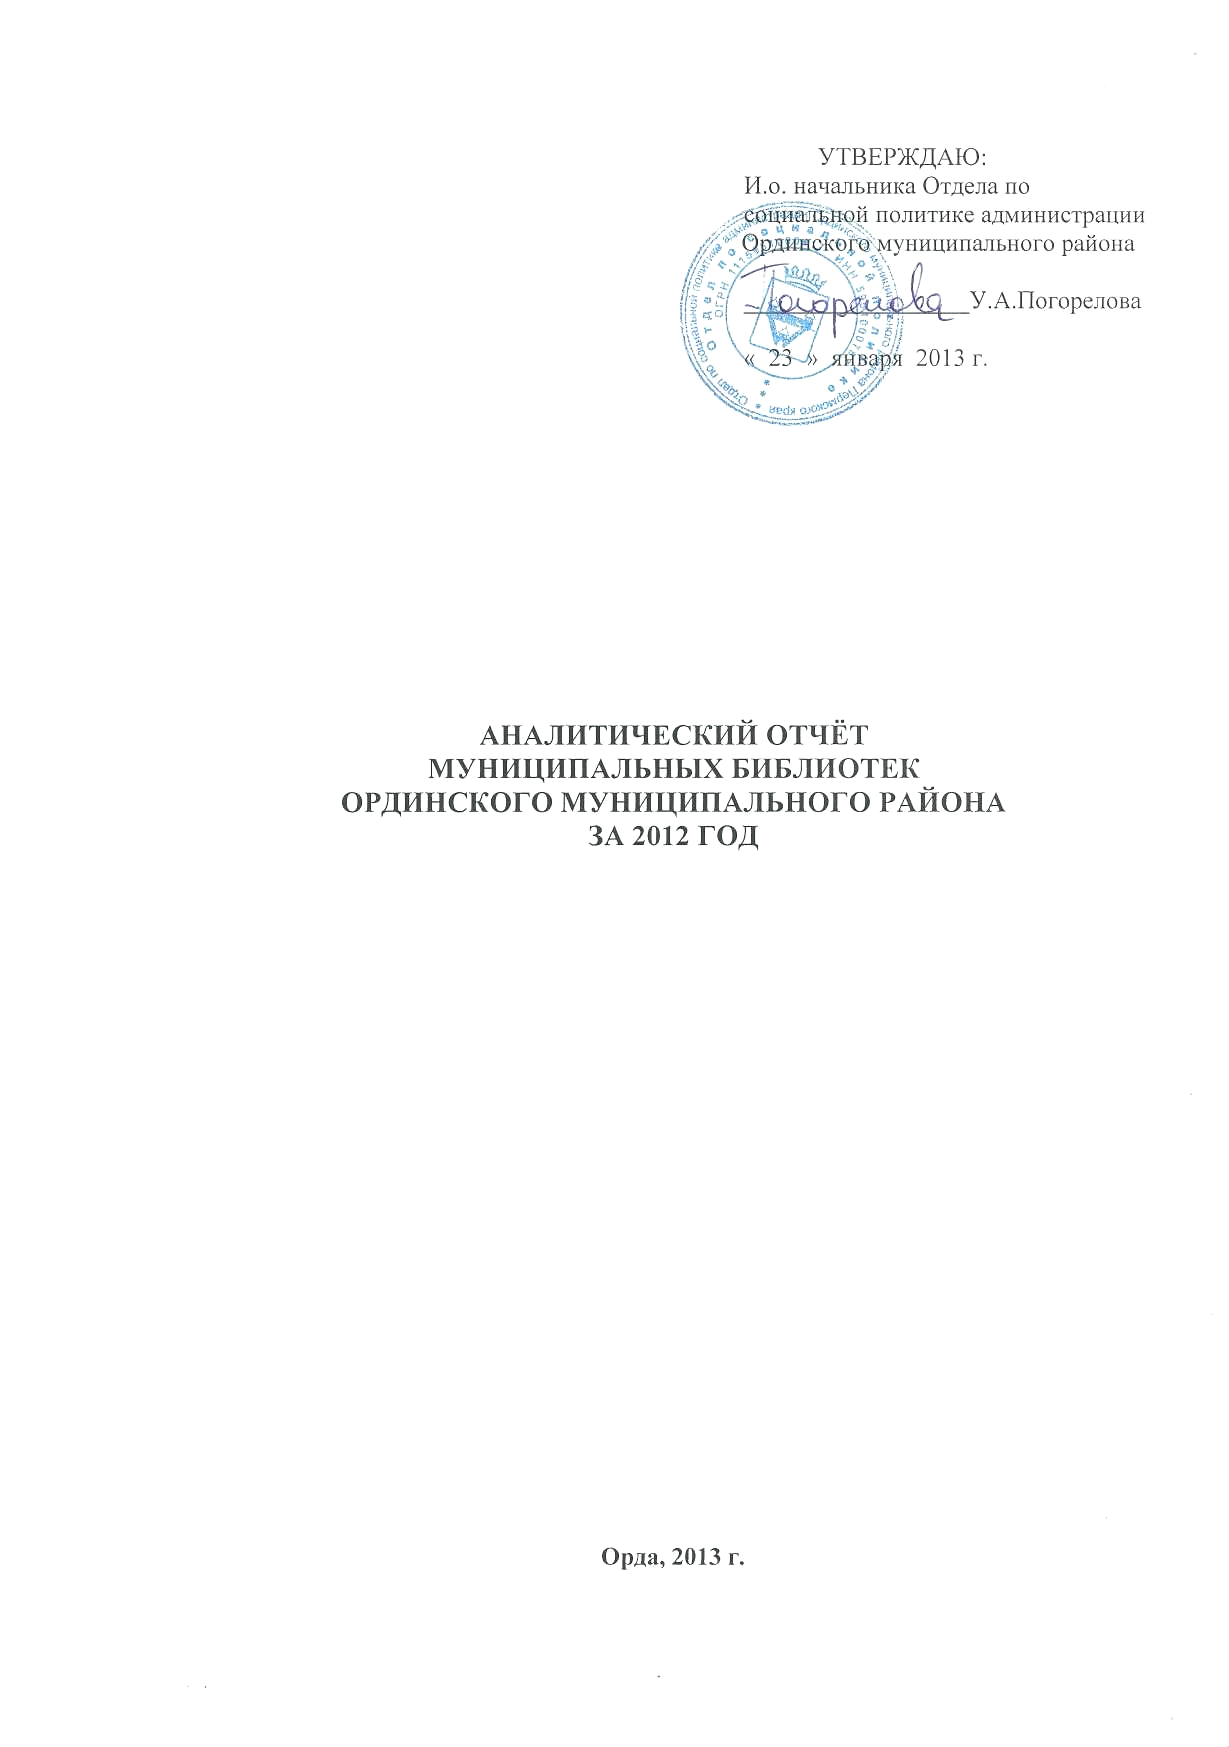 УТВЕРЖДАЮ:
И.о. начальника Отдела по
социальной политике администрации
Ординского муниципального района
Погорелова У.А.Погорелова
« 23 » января 2013 г.
АНАЛИТИЧЕСКИЙ ОТЧЁТ
МУНИЦИПАЛЬНЫХ БИБЛИОТЕК
ОРДИНСКОГО МУНИЦИПАЛЬНОГО РАЙОНА
ЗА 2012 ГОД
Орда, 2013 г.